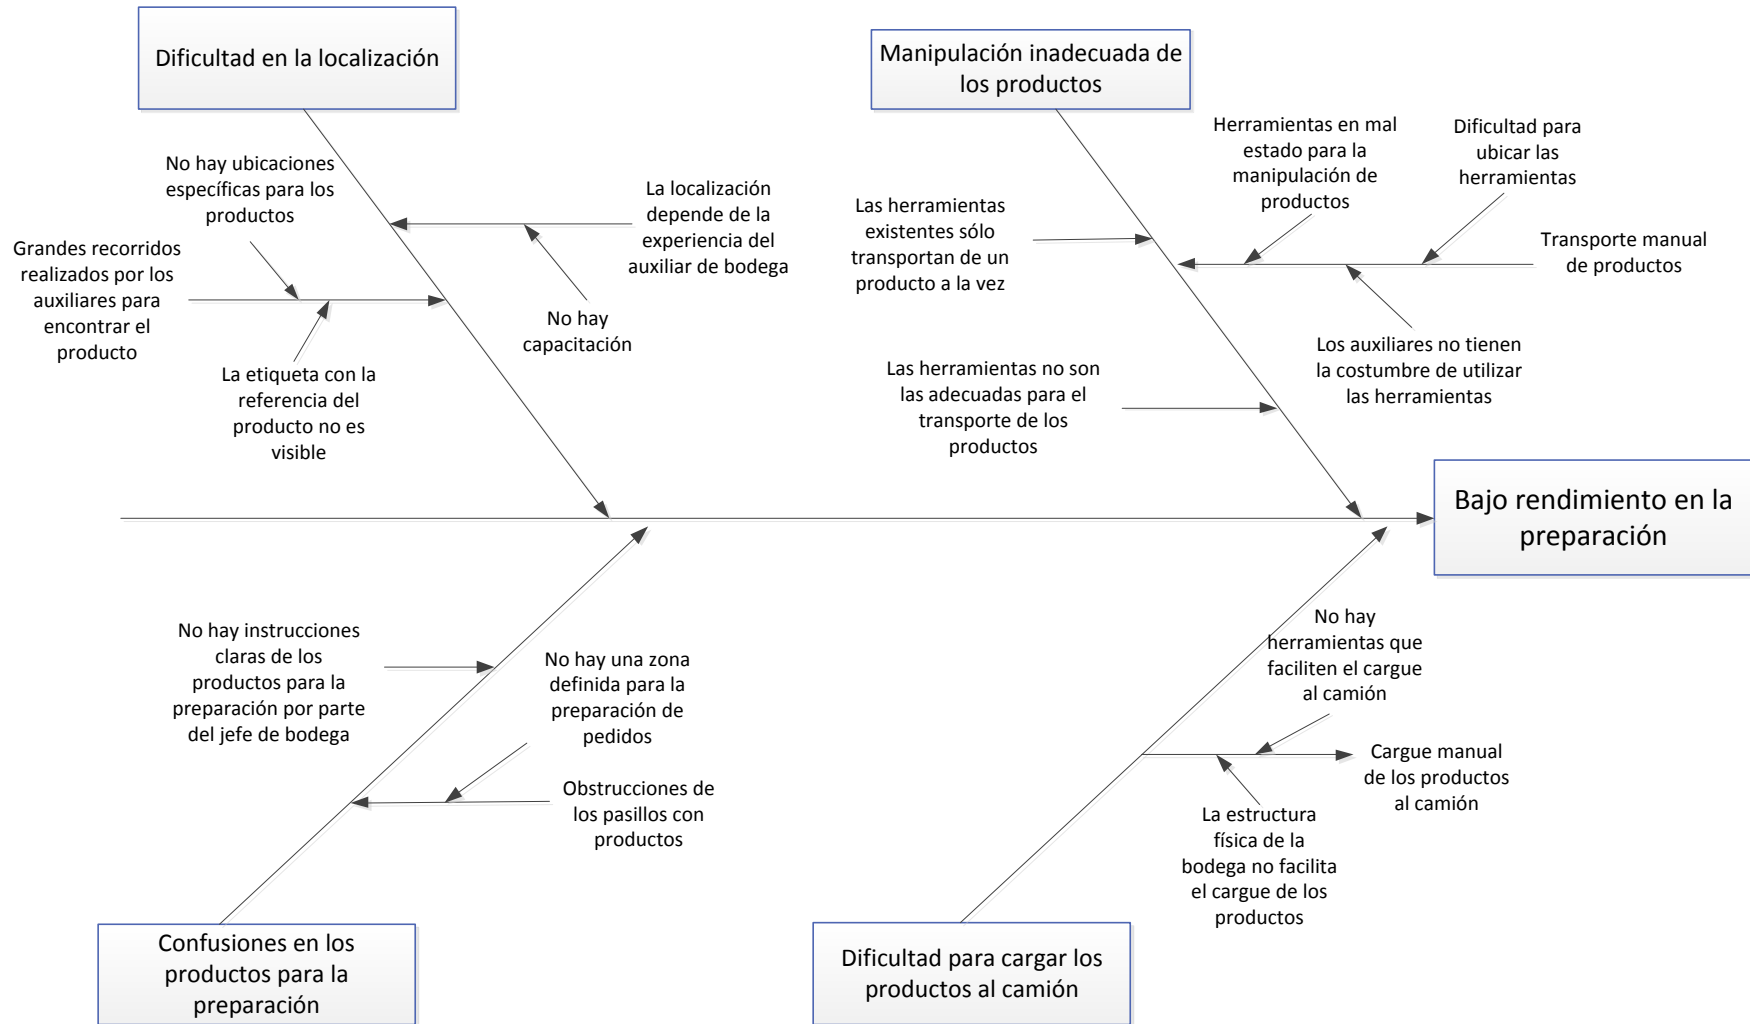 Dificultad en la localización
Manipulación inadecuada de
los productos
No hay ubicaciones
específicas para los
productos
La localización
depende de la
experiencia del
auxiliar de bodega
Grandes recorridos
realizados por los
auxiliares para
encontrar el
producto
No hay
capacitación
La etiqueta con la
referencia del
producto no es
visible
Herramientas en mal
estado para la
manipulación de
productos
Dificultad para
ubicar las
herramientas
Las herramientas
existentes sólo
transportan de un
producto a la vez
Transporte manual
de productos
Los auxiliares no tienen
la costumbre de utilizar
las herramientas
Las herramientas no son
las adecuadas para el
transporte de los
productos
Bajo rendimiento en la
preparación
No hay instrucciones
claras de los
productos para la
preparación por parte
del jefe de bodega
No hay una zona
definida para la
preparación de
pedidos
Obstrucciones de
los pasillos con
productos
No hay
herramientas que
faciliten el cargue
al camión
Cargue manual
de los productos
al camión
La estructura
física de la
bodega no facilita
el cargue de los
productos
Confusiones en los
productos para la
preparación
Dificultad para cargar los
productos al camión